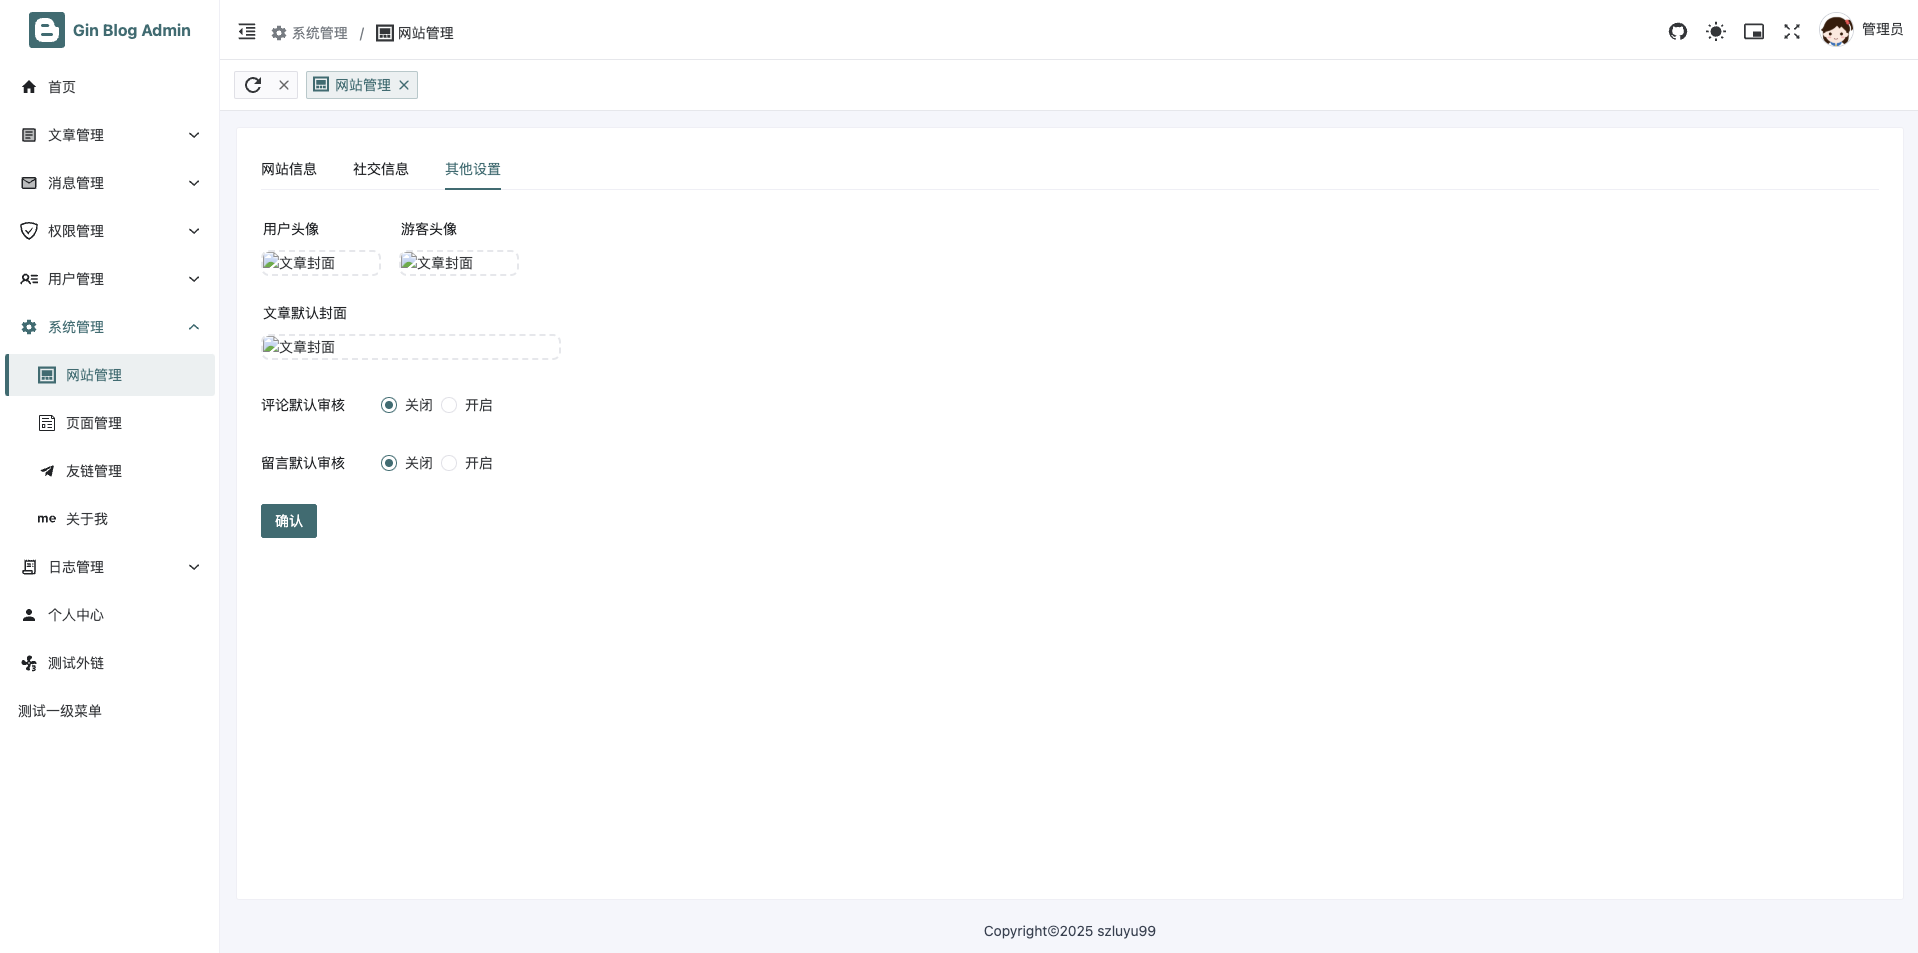 Gin Blog Admin
首页
文章管理
消息管理
权限管理
用户管理
系统管理
网站管理
页面管理
友链管理
me 关于我
日志管理
个人中心
测试外链
测试一级菜单
系统管理 / 网站管理
管理员
网站管理
网站信息 社交信息 其他设置
用户头像 游客头像
文章封面 文章封面
文章默认封面
文章封面
评论默认审核 关闭 开启
留言默认审核 关闭 开启
确认
Copyright©2025 szluyu99